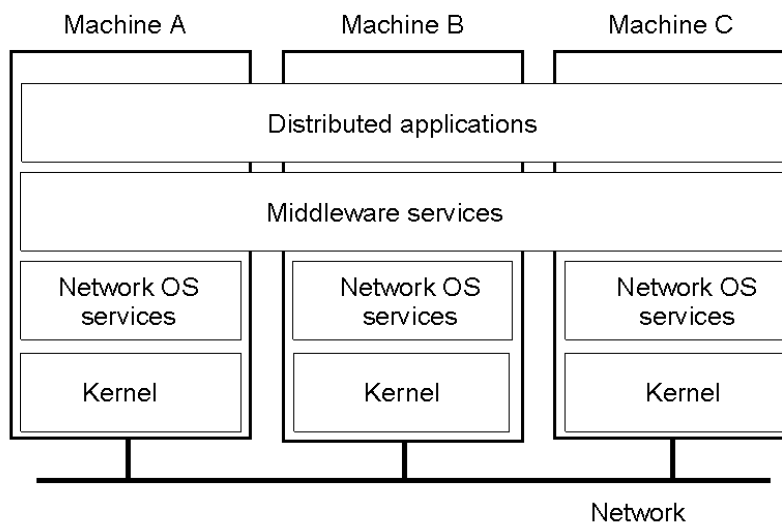 Machine A
Machine B
Machine C
Distributed applications
Middleware services
Network OS
services
Network OS
services
Network OS
services
Kernel
Kernel
Kernel
Network